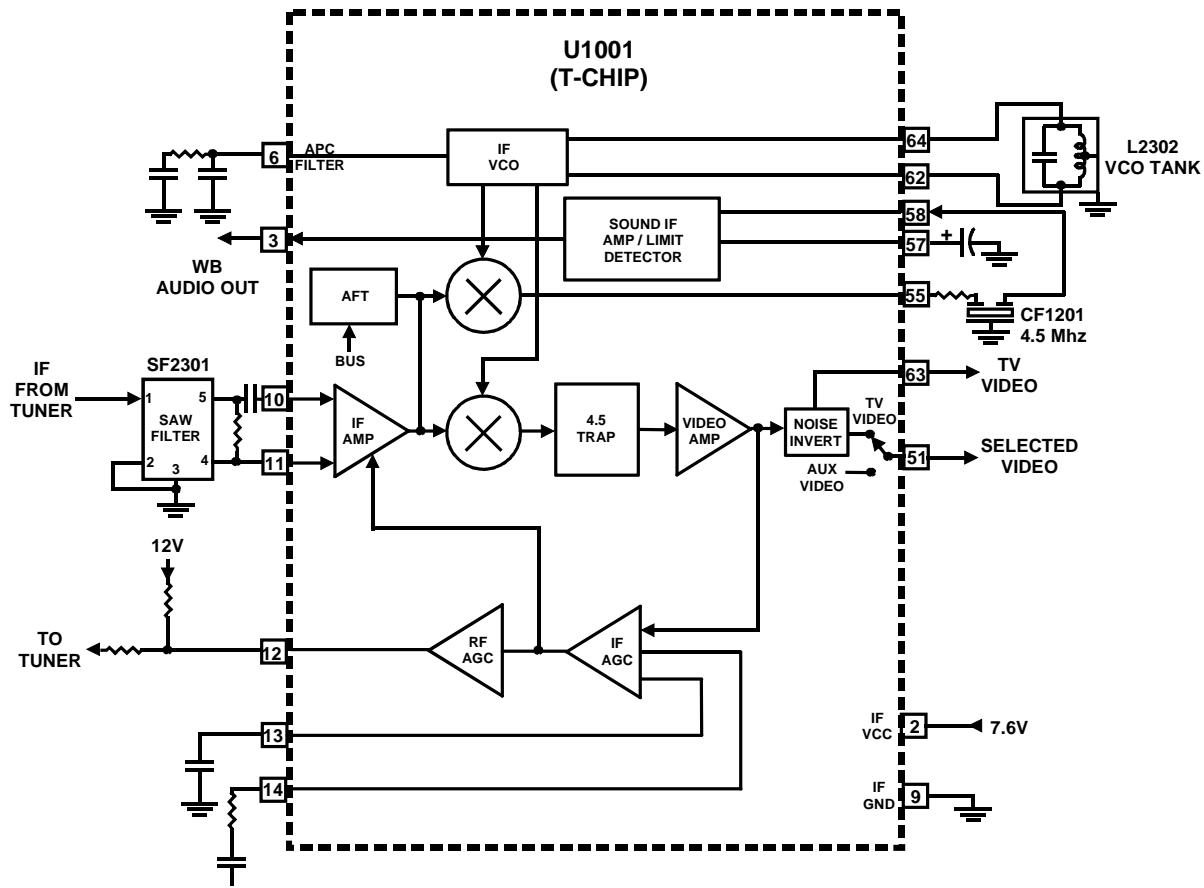 U1001
(T-CHIP)
6
APC
FILTER
IF
VCO
64
62
L2302
VCO TANK
3
WB
AUDIO OUT
SOUND IF
AMP / LIMIT
DETECTOR
58
57
+
AFT
BUS
55
CF1201
4.5 Mhz
IF
FROM
TUNER
SF2301
1
5
SAW
FILTER
2
3
4
10
11
IF
AMP
4.5
TRAP
VIDEO
AMP
NOISE
INVERT
TV
VIDEO
AUX
VIDEO
63
TV
VIDEO
51
SELECTED
VIDEO
12V
TO
TUNER
12
RF
AGC
IF
AGC
13
14
IF
VCC
2
7.6V
IF
GND
9